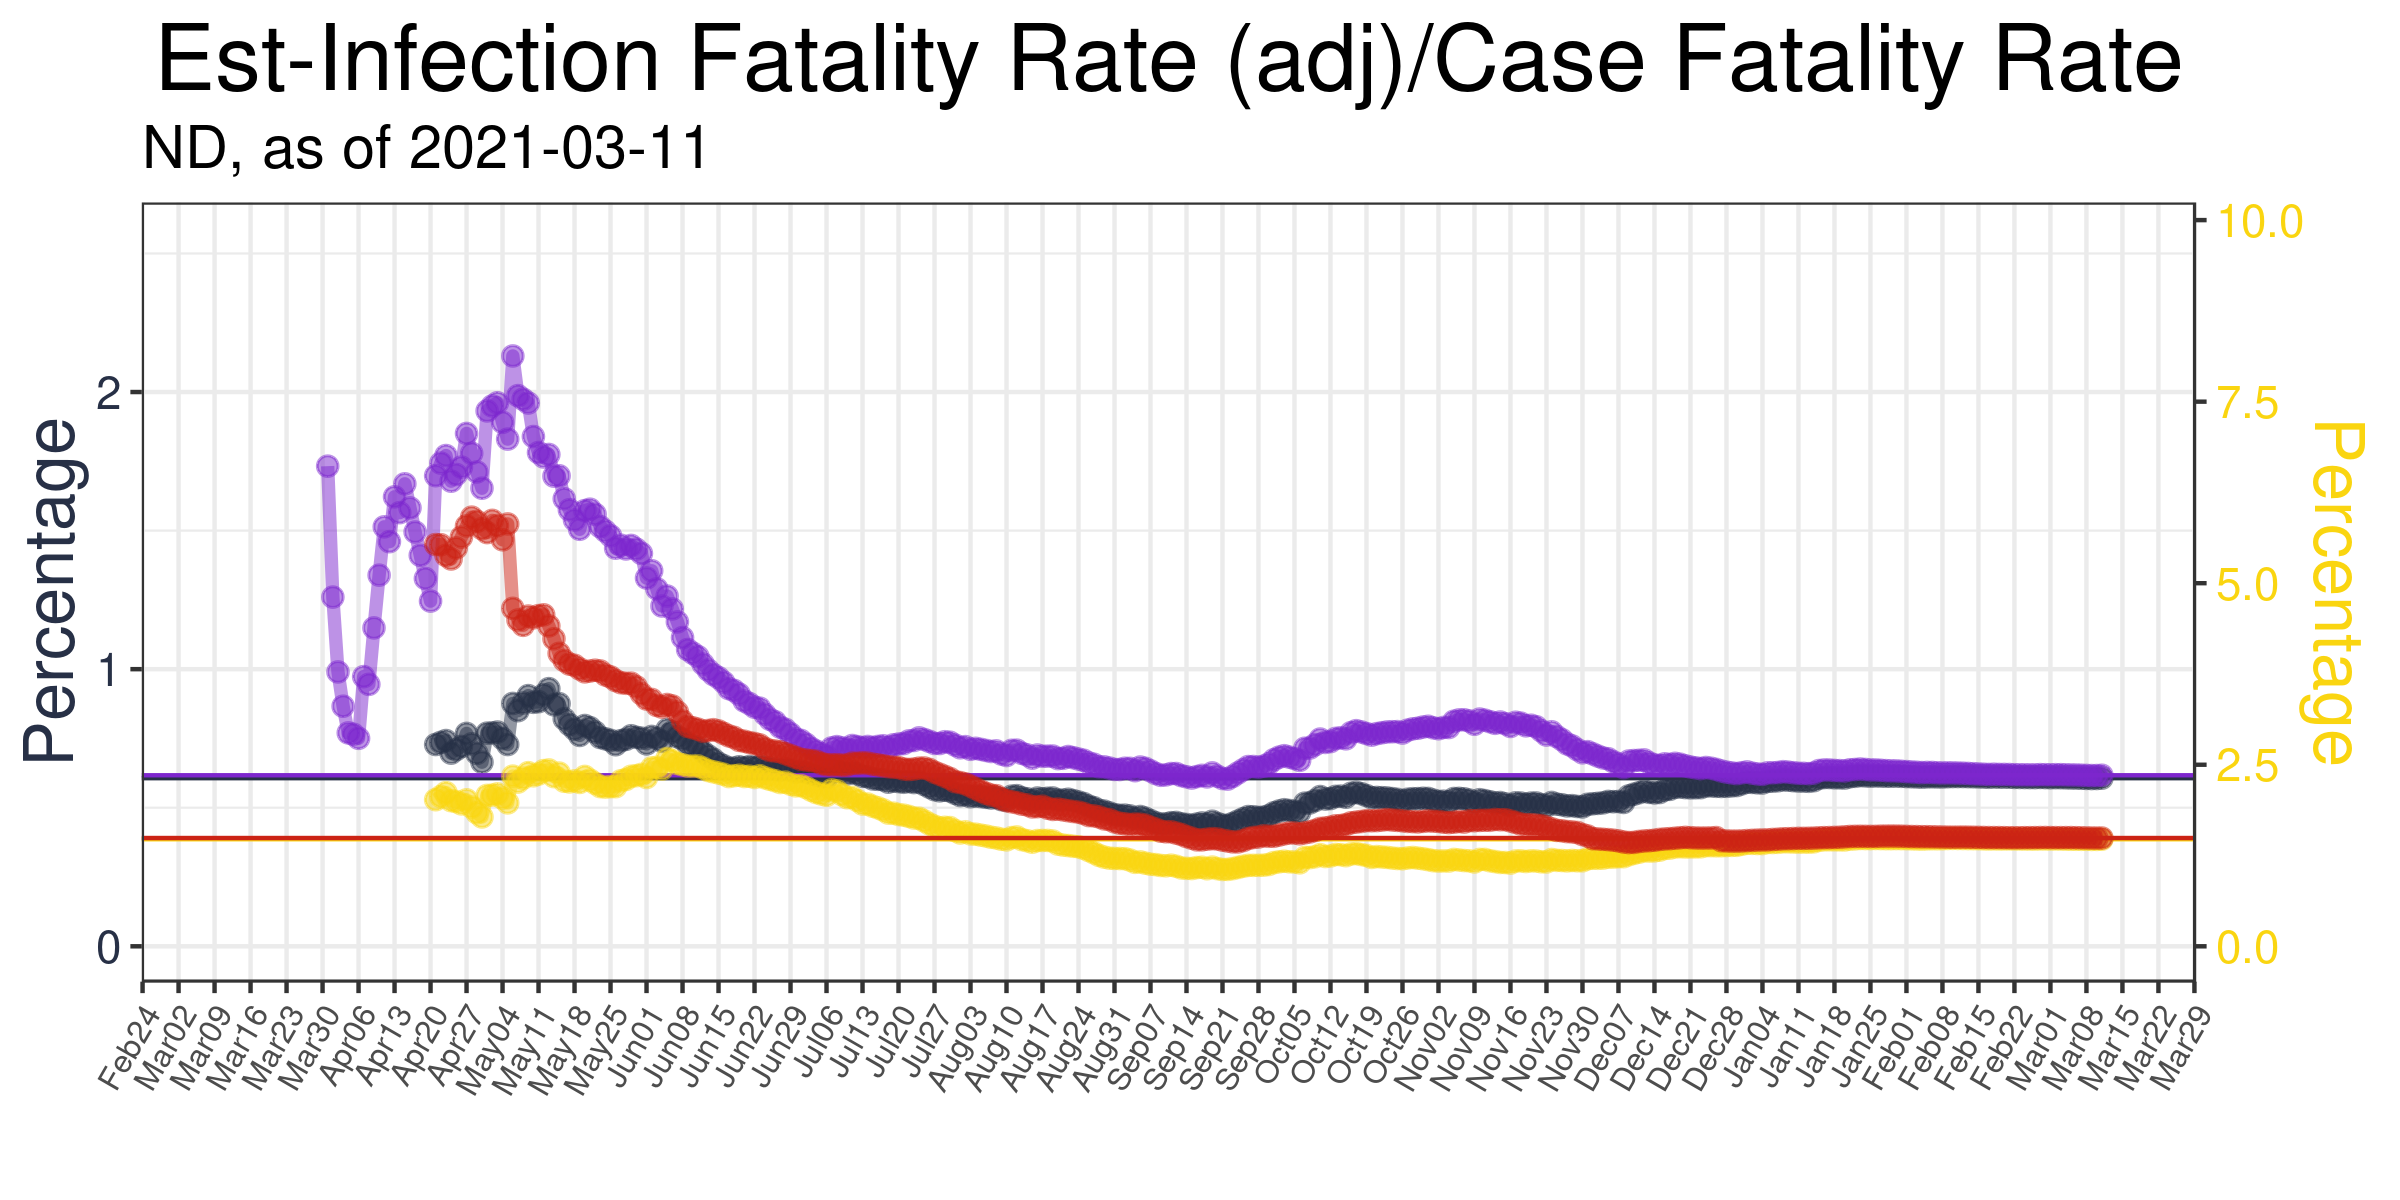 Est-Infection Fatality Rate (adj)/Case Fatality Rate
ND, as of 2021-03-11
Percentage
2
1
0
10.0
7.5
5.0
2.5
0.0
Percentage
Feb24
Mar02
Mar09
Mar16
Mar23
Mar30
Apr06
Apr13
Apr20
Apr27
May04
May11
May18
May25
Jun01
Jun08
Jun15
Jun22
Jun29
Jul06
Jul13
Jul20
Jul27
Aug03
Aug10
Aug17
Aug24
Aug31
Sep07
Sep14
Sep21
Sep28
Oct05
Oct12
Oct19
Oct26
Nov02
Nov09
Nov16
Nov23
Nov30
Dec07
Dec14
Dec21
Dec28
Jan04
Jan11
Jan18
Jan25
Feb01
Feb08
Feb15
Feb22
Mar01
Mar08
Mar15
Mar22
Mar29